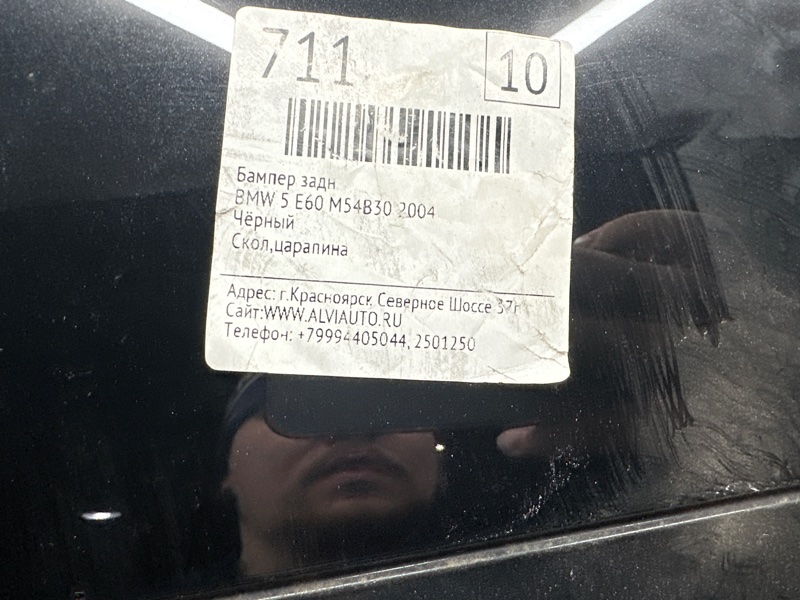 711
10
Бампер задн
BMW 5 E60 M54B30 2004
Чёрный
Скол,царапина
Адрес: г.Красноярск Северное Шоссе 37г
Сайт:WWW.ALVIAUTO.RU
Телефон: +79994405044, 2501250